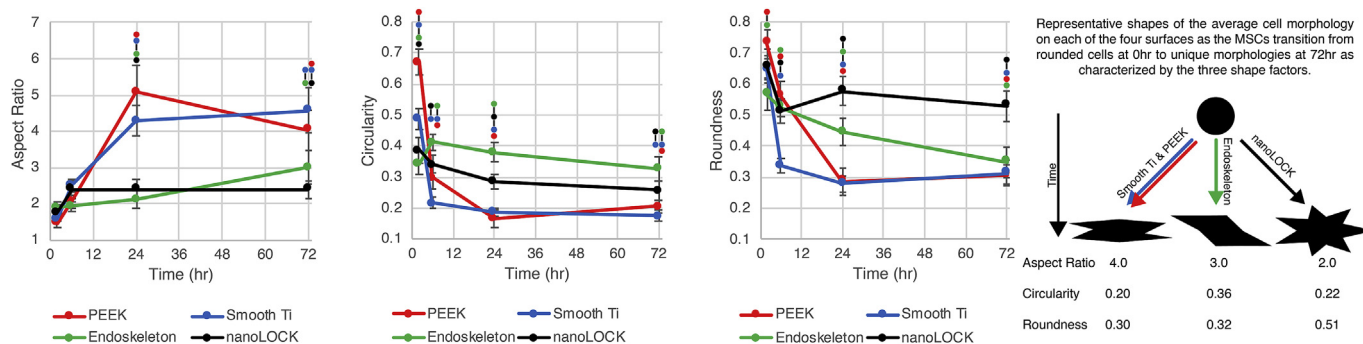 7
6
5
4
3
2
1
Aspect Ratio
0 12 24 36 48 60 72
Time (hr)
PEEK Smooth Ti
Endoskeleton nanoLOCK
0.8
0.7
0.6
0.5
0.4
0.3
0.2
0.1
Circularity
0 12 24 36 48 60 72
Time (hr)
PEEK Smooth Ti
Endoskeleton nanoLOCK
0.8
0.7
0.6
0.5
0.4
0.3
0.2
0.1
Roundness
0 12 24 36 48 60 72
Time (hr)
PEEK Smooth Ti
Endoskeleton nanoLOCK
Representative shapes of the average cell morphology
on each of the four surfaces as the MSCs transition from
rounded cells at 0hr to unique morphologies at 72hr as
characterized by the three shape factors.
Time
Smooth Ti & PEEK
Endoskeleton
nanoLOCK
Aspect Ratio 4.0 3.0 2.0
Circularity 0.20 0.36 0.22
Roundness 0.30 0.32 0.51